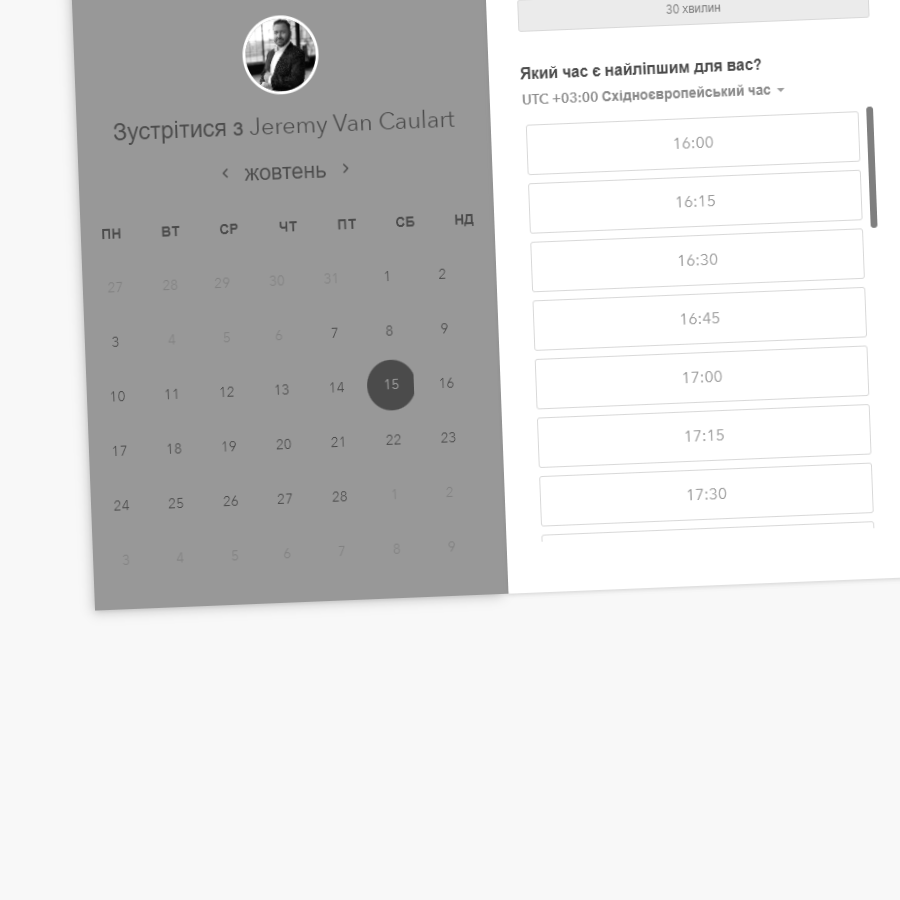 Зустрітися з Jeremy Van Caulart
‹ жовтень ›
ПН ВТ СР ЧТ ПТ СБ НД
27 28 29 30 31 1 2
3 4 5 6 7 8 9
10 11 12 13 14 15 16
17 18 19 20 21 22 23
24 25 26 27 28 1 2
3 4 5 6 7 8 9
30 хвилин
Який час є найліпшим для вас?
UTC +03:00 Східноєвропейський час
16:00
16:15
16:30
16:45
17:00
17:15
17:30